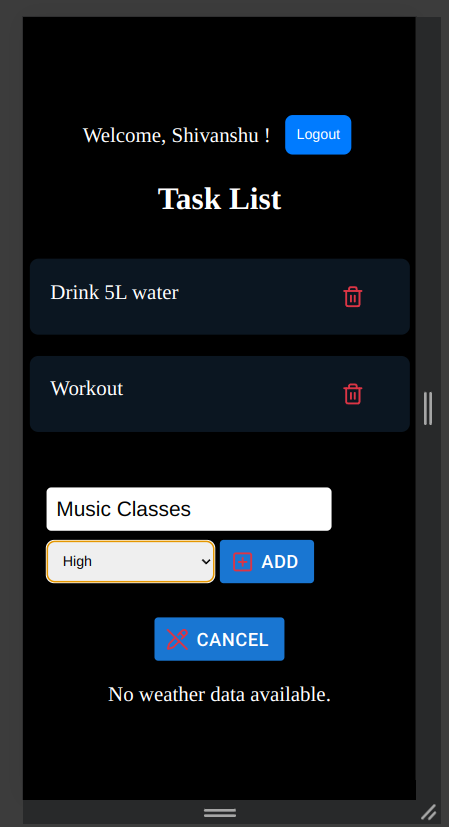 Welcome, Shivanshu ! Logout
Task List
Drink 5L water
Workout
Music Classes
High ADD
CANCEL
No weather data available.